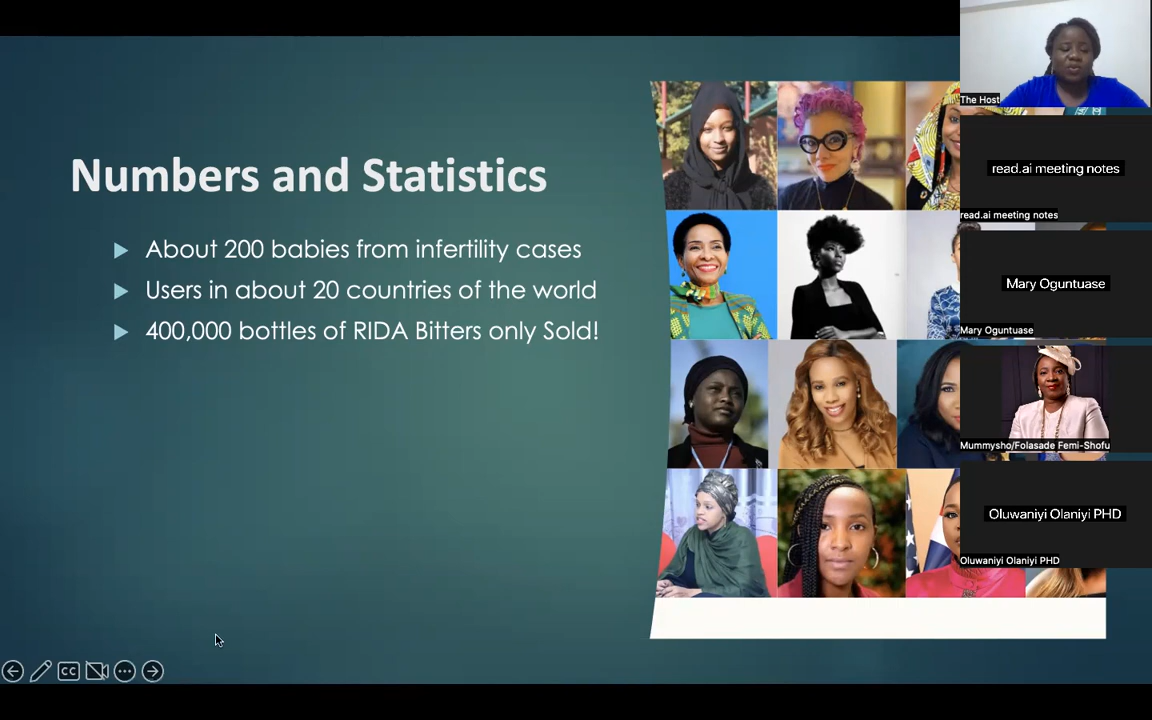 Numbers and Statistics
About 200 babies from infertility cases
Users in about 20 countries of the world
400,000 bottles of RIDA Bitters only Sold!
The Host
read.ai meeting notes
read.ai meeting notes
Mary Oguntuase
Mary Oguntuase
Mummysho/Folasade Femi-Shofu
Oluwaniyi Olaniyi PHD
Oluwaniyi Olaniyi PHD
CC